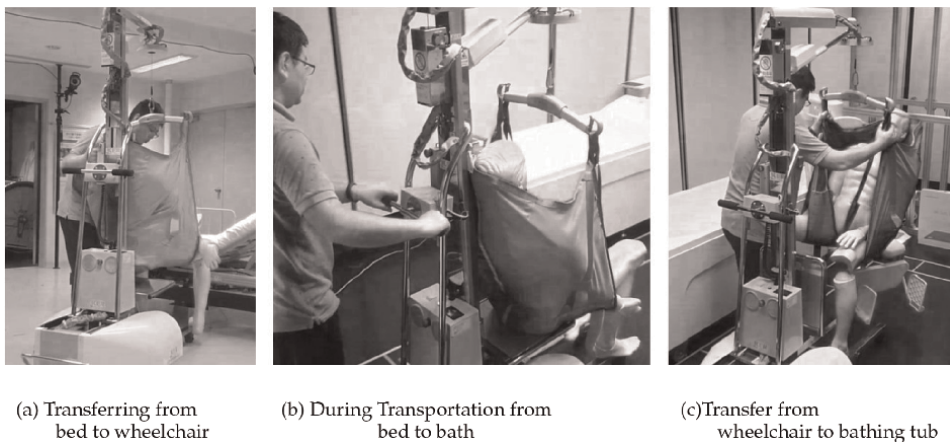 (a) Transferring from
bed to wheelchair
(b) During Transportation from
bed to bath
(c)Transfer from
wheelchair to bathing tub